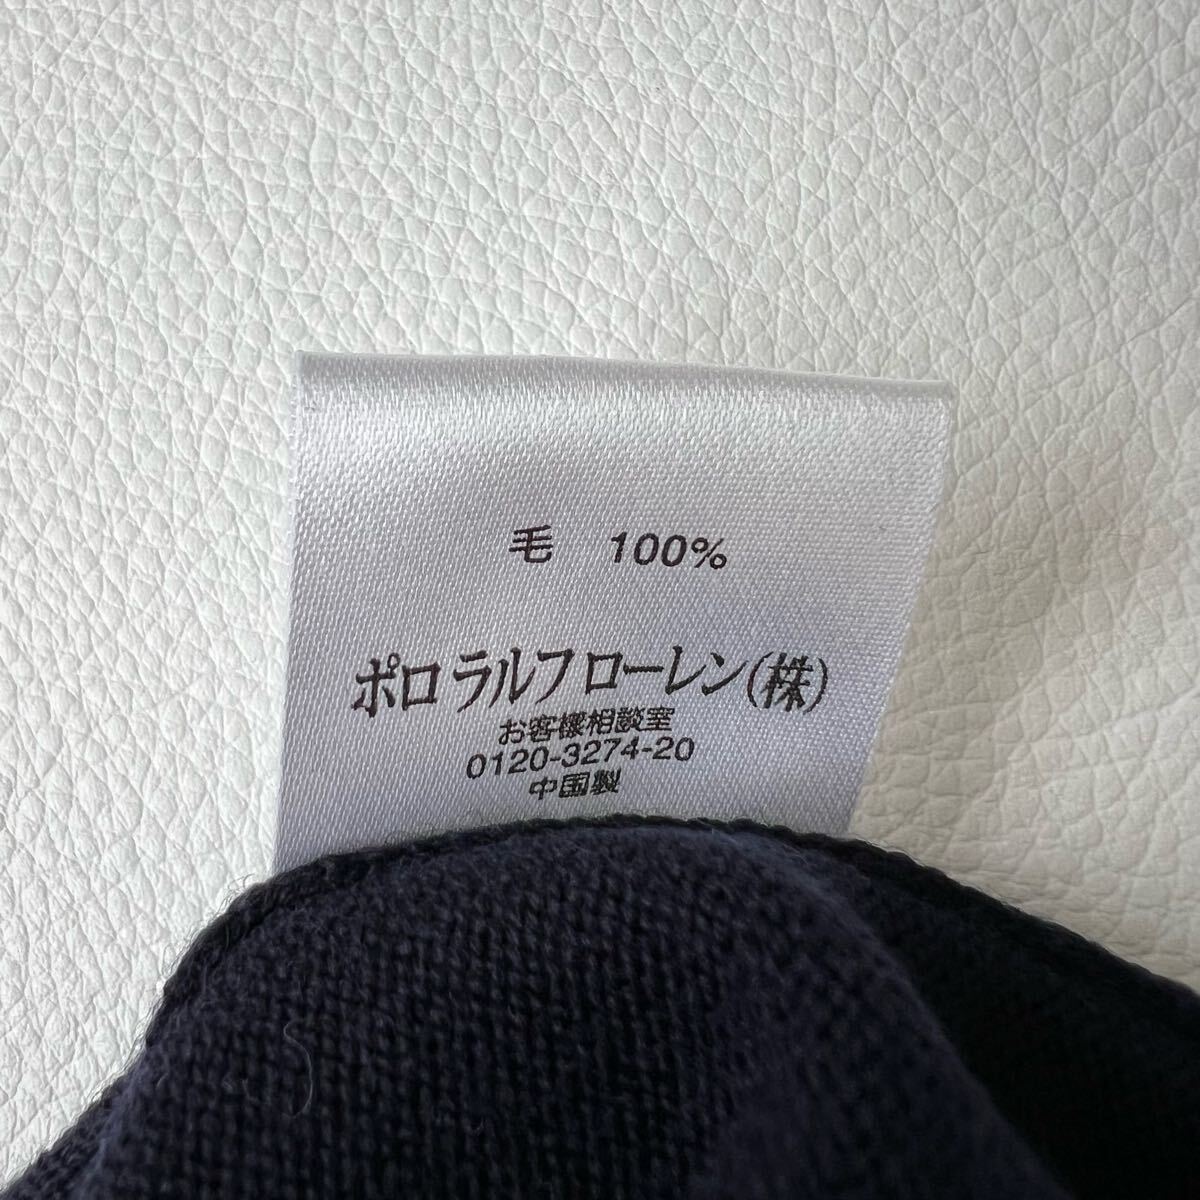 毛 100%
ポロ ラルフ ローレン(株)
お客様相談室
0120-3274-20
中国製